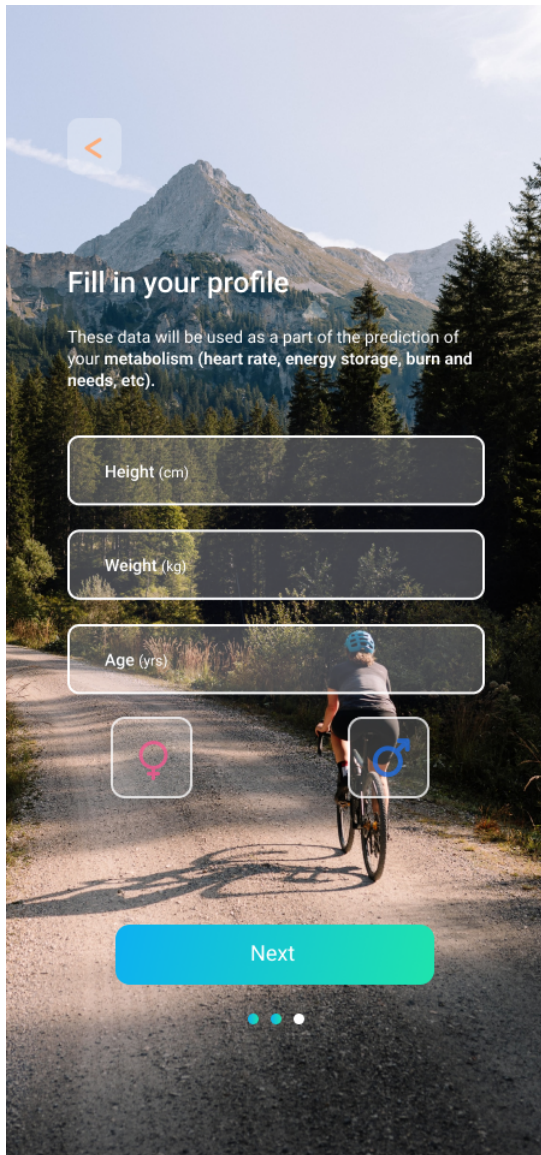 Fill in your profile
These data will be used as a part of the prediction of
your metabolism (heart rate, energy storage, burn and
needs, etc).
Height (cm)
Weight (kg)
Age (yrs)
Next